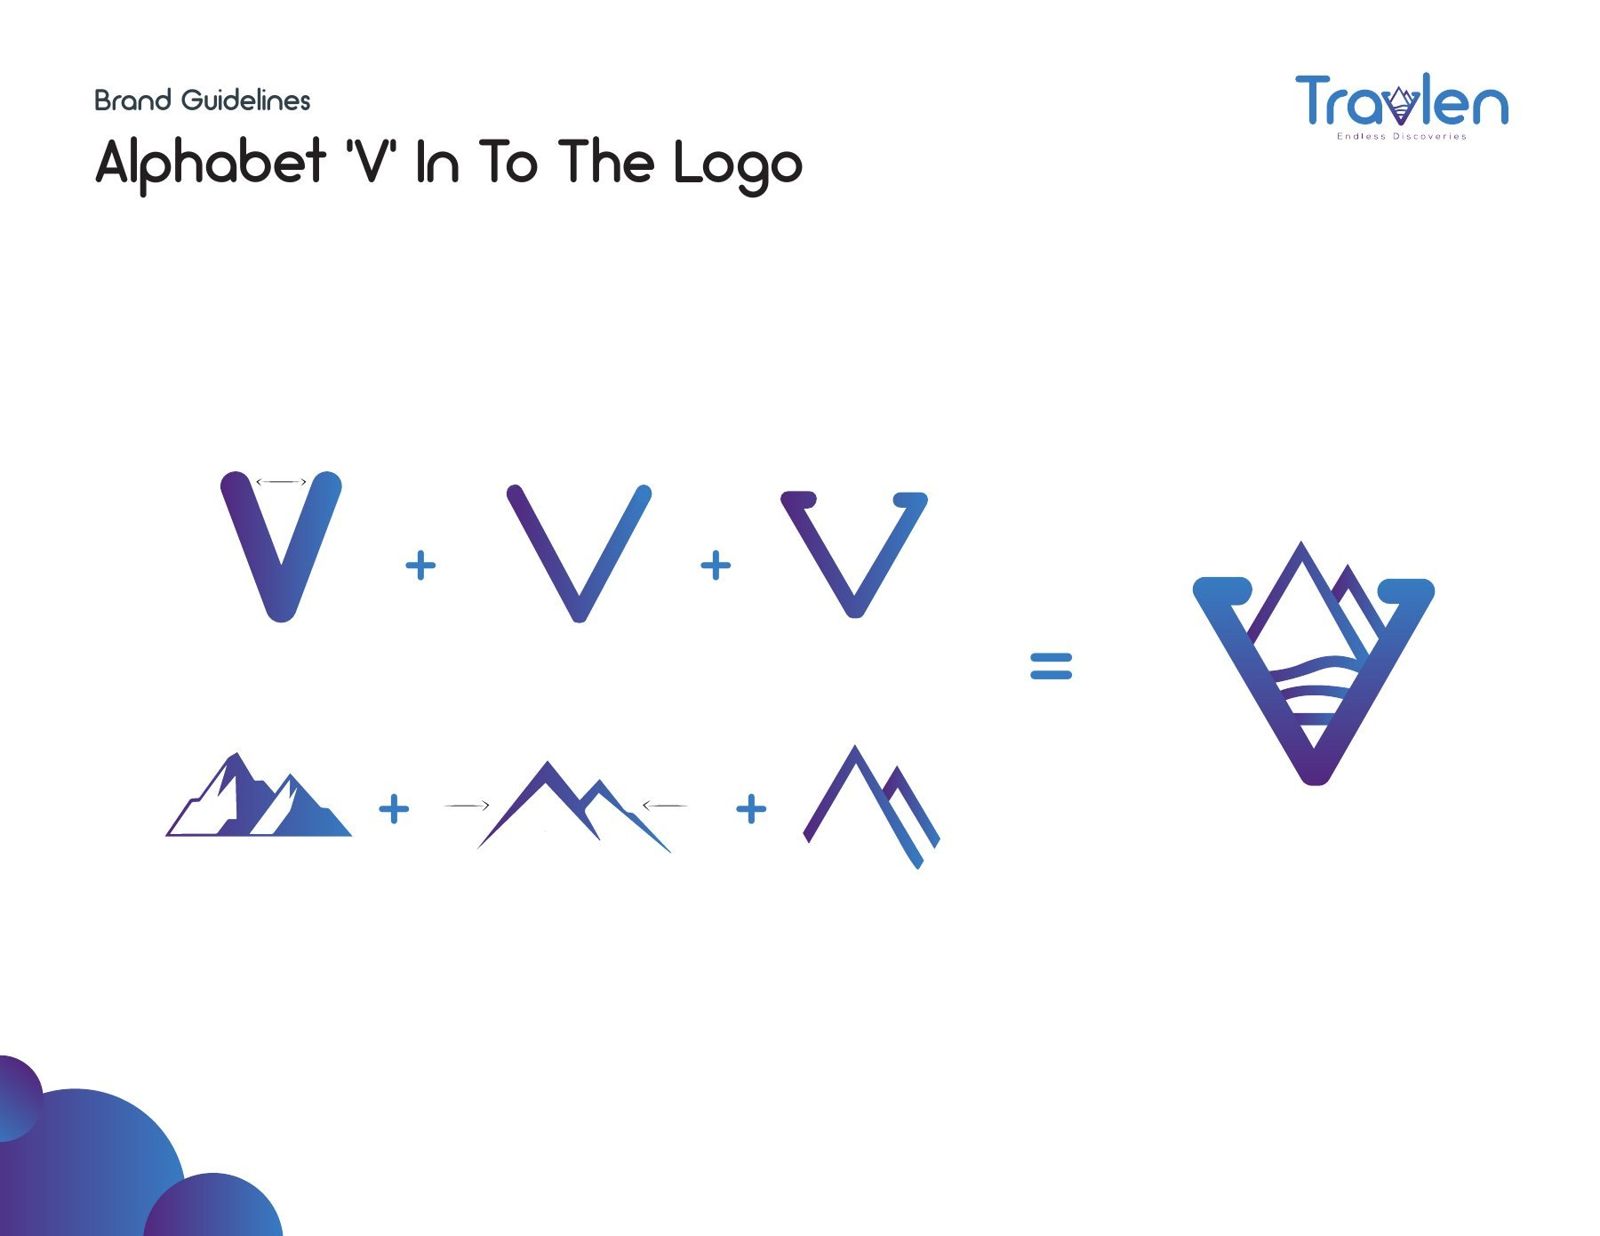 Brand Guidelines
Alphabet 'V' In To The Logo
Travlen
Endless Discoveries
V + V + V
+ +
=
V